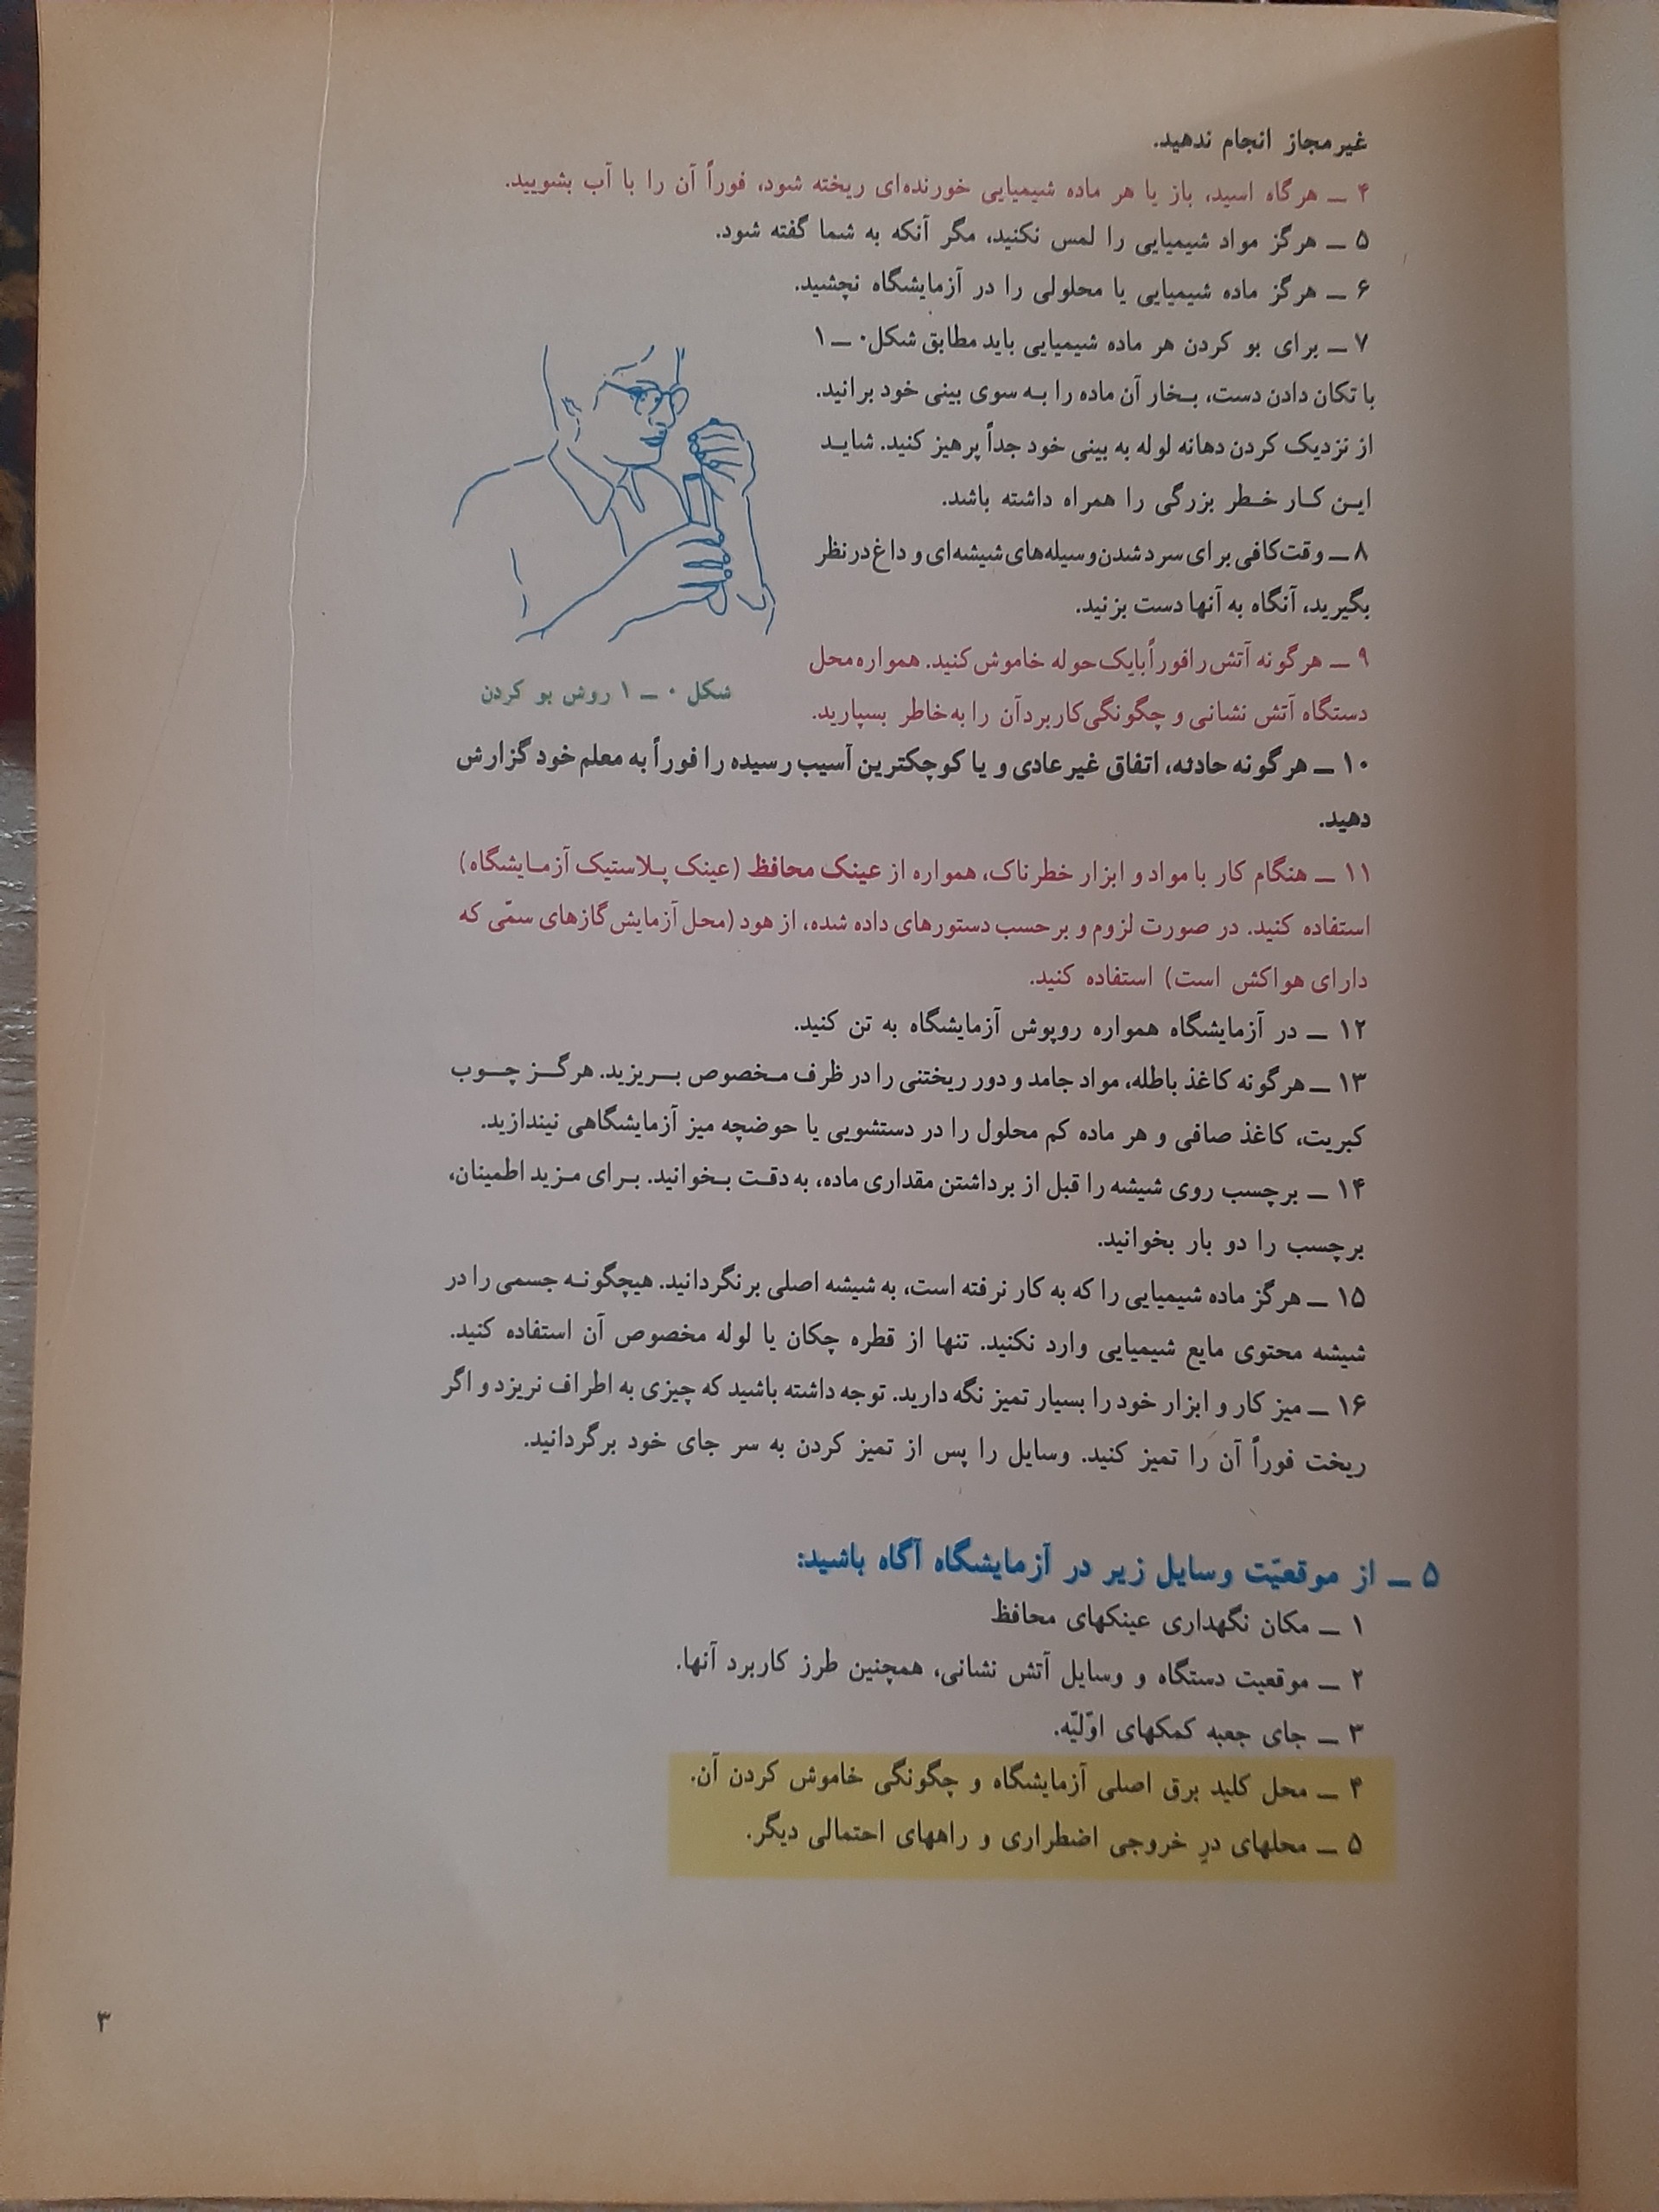 غیرمجاز انجام ندهید.
۴ ــ هرگاه اسید، باز یا هر ماده شیمیایی خورنده‌ای ریخته شود، فوراً آن را با آب بشویید.
۵ ــ هرگز مواد شیمیایی را لمس نکنید، مگر آنکه به شما گفته شود.
۶ ــ هرگز ماده شیمیایی یا محلولی را در آزمایشگاه نچشید.
۷ ــ برای بو کردن هر ماده شیمیایی باید مطابق شکل ۰ ــ ۱
با تکان دادن دست، بخار آن ماده را به سوی بینی خود برانید.
از نزدیک کردن دهانه لوله به بینی خود جداً پرهیز کنید. شاید
این کار خطر بزرگی را همراه داشته باشد.
۸ ــ وقت کافی برای سرد شدن وسیله‌های شیشه‌ای و داغ در نظر
بگیرید، آنگاه به آنها دست بزنید.
۹ ــ هرگونه آتش را فوراً با یک حوله خاموش کنید. همواره محل
دستگاه آتش نشانی و چگونگی کاربرد آن را به خاطر بسپارید.
شکل ۰ ــ ۱ روش بو کردن
۱۰ ــ هرگونه حادثه، اتفاق غیرعادی و یا کوچکترین آسیب رسیده را فوراً به معلم خود گزارش
دهید.
۱۱ ــ هنگام کار با مواد و ابزار خطرناک، همواره از عینک محافظ (عینک پلاستیک آزمایشگاه)
استفاده کنید. در صورت لزوم و برحسب دستورهای داده شده، از هود (محل آزمایش گازهای سمّی که
دارای هواکش است) استفاده کنید.
۱۲ ــ در آزمایشگاه همواره روپوش آزمایشگاه به تن کنید.
۱۳ ــ هرگونه کاغذ باطله، مواد جامد و دور ریختنی را در ظرف مخصوص بریزید. هرگز چوب
کبریت، کاغذ صافی و هر ماده کم محلول را در دستشویی یا حوضچه میز آزمایشگاهی نیندازید.
۱۴ ــ برچسب روی شیشه را قبل از برداشتن مقداری ماده، به دقت بخوانید. برای مزید اطمینان،
برچسب را دو بار بخوانید.
۱۵ ــ هرگز ماده شیمیایی را که به کار نرفته است، به شیشه اصلی برنگردانید. هیچگونه جسمی را در
شیشه محتوی مایع شیمیایی وارد نکنید. تنها از قطره چکان یا لوله مخصوص آن استفاده کنید.
۱۶ ــ میز کار و ابزار خود را بسیار تمیز نگه دارید. توجه داشته باشید که چیزی به اطراف نریزد و اگر
ریخت فوراً آن را تمیز کنید. وسایل را پس از تمیز کردن به سر جای خود برگردانید.
۵ ــ از موقعیّت وسایل زیر در آزمایشگاه آگاه باشید:
۱ ــ مکان نگهداری عینکهای محافظ
۲ ــ موقعیت دستگاه و وسایل آتش نشانی، همچنین طرز کاربرد آنها.
۳ ــ جای جعبه کمکهای اوّلیّه.
۴ ــ محل کلید برق اصلی آزمایشگاه و چگونگی خاموش کردن آن.
۵ ــ محلهای درِ خروجی اضطراری و راههای احتمالی دیگر.
۳